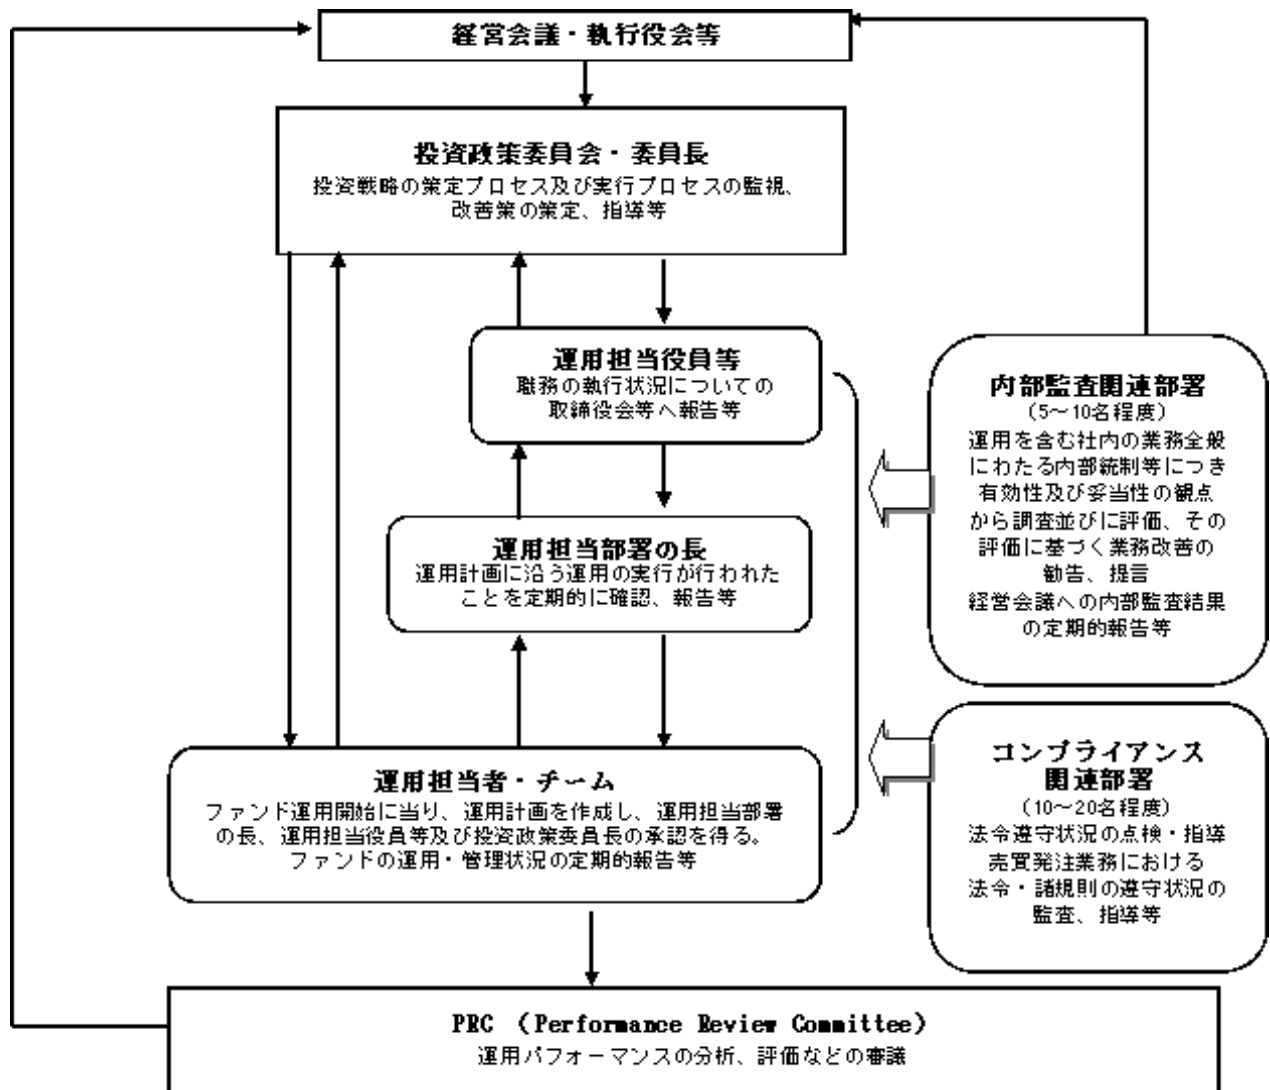 経営会議・執行役会等
投資政策委員会・委員長
投資戦略の策定プロセス及び実行プロセスの監視、
改善策の策定、指導等
運用担当役員等
職務の執行状況についての
取締役会等へ報告等
運用担当部署の長
運用計画に沿う運用の実行が行われた
ことを定期的に確認、報告等
運用担当者・チーム
ファンド運用開始に当り、運用計画を作成し、運用担当部署
の長、運用担当役員等及び投資政策委員長の承認を得る。
ファンドの運用・管理状況の定期的報告等
内部監査関連部署
（5～10名程度）
運用を含む社内の業務全般
にわたる内部統制等につき
有効性及び妥当性の観点
から調査並びに評価、その
評価に基づく業務改善の
勧告、提言
経営会議への内部監査結果
の定期的報告等
コンプライアンス
関連部署
（10～20名程度）
法令遵守状況の点検・指導
売買発注業務における
法令・諸規則の遵守状況の
監査、指導等
PRC （Performance Review Committee）
運用パフォーマンスの分析、評価などの審議